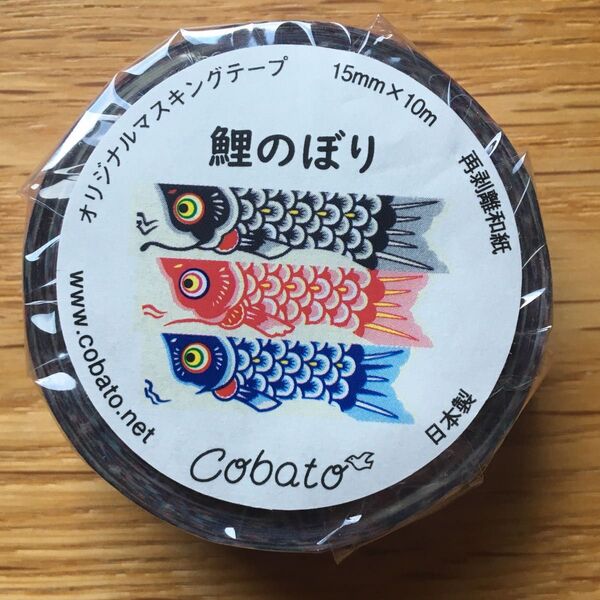 オリジナルマスキングテープ
15mm×10m
鯉のぼり
再剥離和紙
www.cobato.net
日本製
cobato